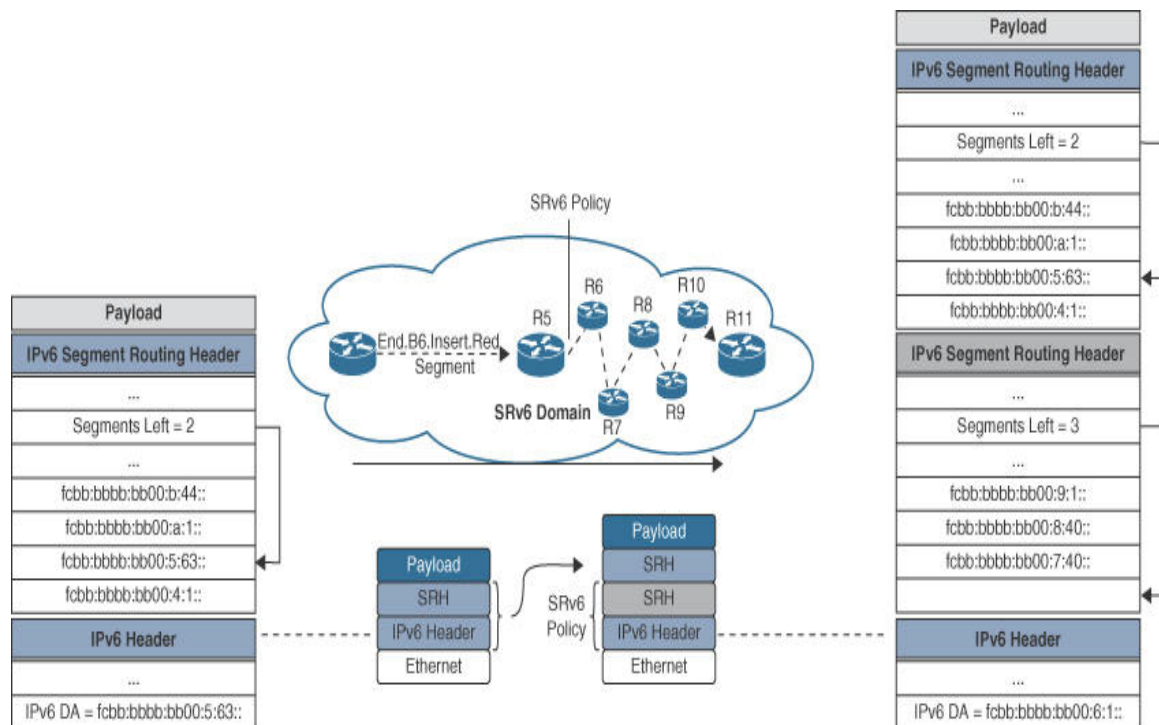 Payload
IPv6 Segment Routing Header
...
Segments Left = 2
...
fcbb:bbbb:bb00:b:44::
fcbb:bbbb:bb00:a:1::
fcbb:bbbb:bb00:5:63::
fcbb:bbbb:bb00:4:1::
IPv6 Header
...
IPv6 DA = fcbb:bbbb:bb00:5:63::
SRv6 Policy
R5
R6
R8
R10
R11
End.B6.Insert.Red
Segment
SRv6 Domain
R7
R9
Payload
SRH
IPv6 Header
Ethernet
SRv6
Policy
Payload
SRH
SRH
IPv6 Header
Ethernet
Payload
IPv6 Segment Routing Header
...
Segments Left = 2
...
fcbb:bbbb:bb00:b:44::
fcbb:bbbb:bb00:a:1::
fcbb:bbbb:bb00:5:63::
fcbb:bbbb:bb00:4:1::
IPv6 Segment Routing Header
...
Segments Left = 3
...
fcbb:bbbb:bb00:9:1::
fcbb:bbbb:bb00:8:40::
fcbb:bbbb:bb00:7:40::
IPv6 Header
...
IPv6 DA = fcbb:bbbb:bb00:6:1::